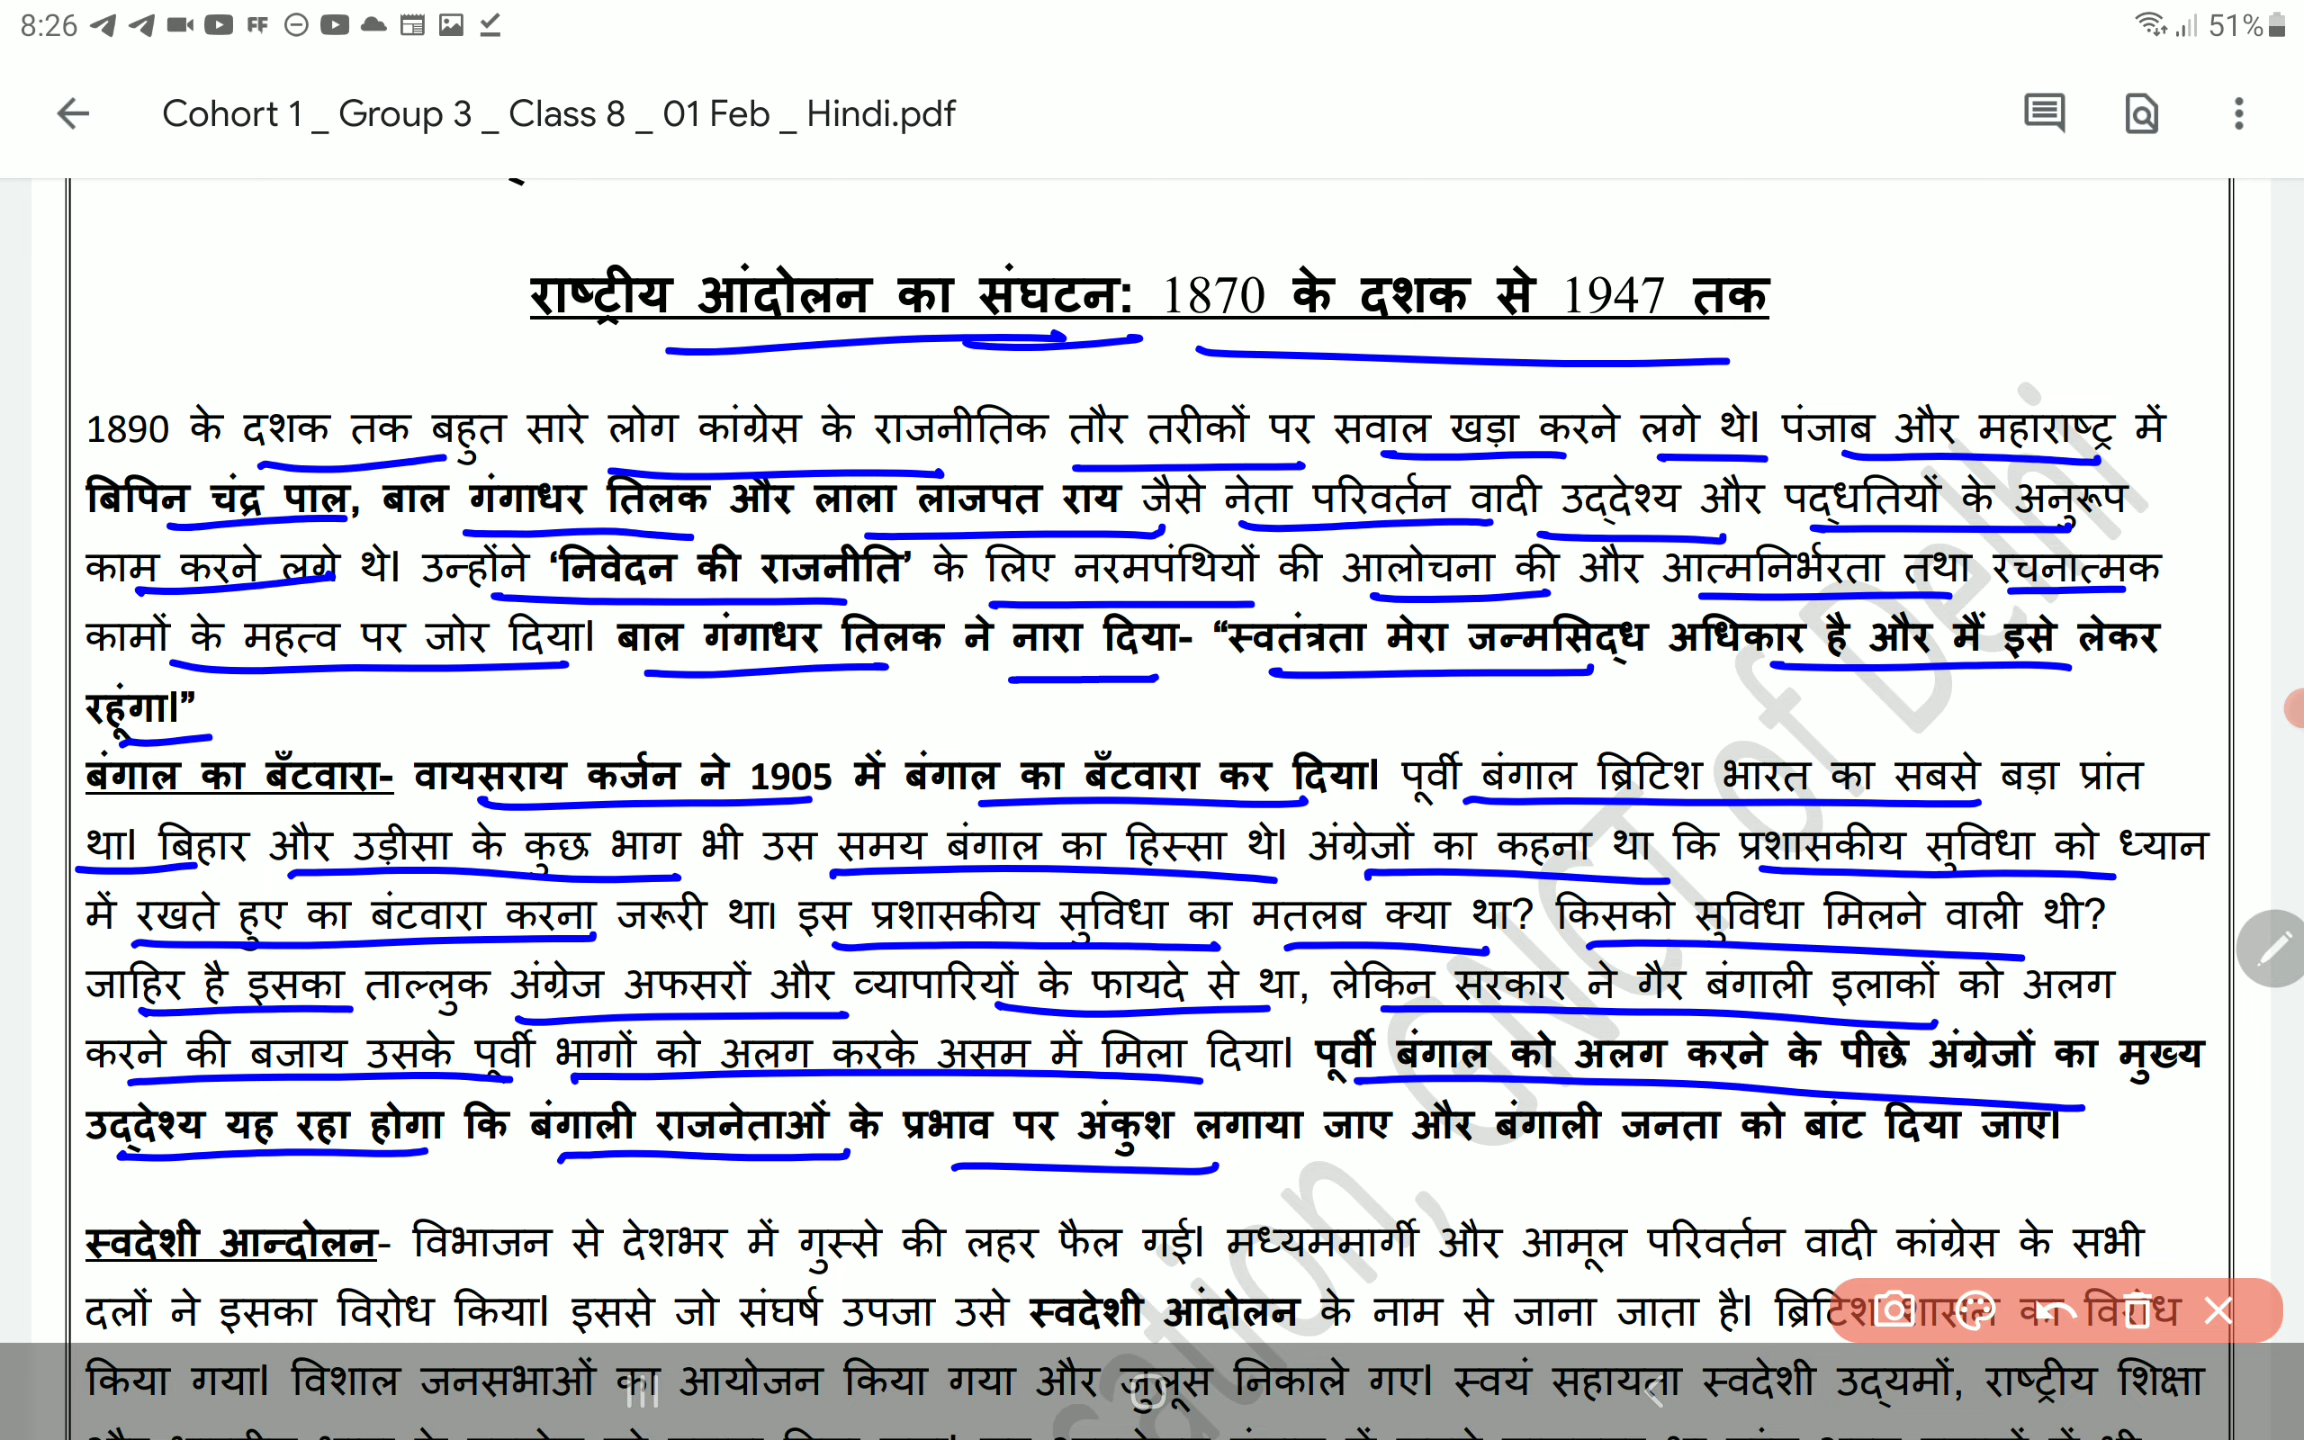 8:26 51%
Cohort 1 _ Group 3 _ Class 8 _ 01 Feb _ Hindi.pdf
राष्ट्रीय आंदोलन का संघटन: 1870 के दशक से 1947 तक
1890 के दशक तक बहुत सारे लोग कांग्रेस के राजनीतिक तौर तरीकों पर सवाल खड़ा करने लगे थे। पंजाब और महाराष्ट्र में
बिपिन चंद्र पाल, बाल गंगाधर तिलक और लाला लाजपत राय जैसे नेता परिवर्तन वादी उद्देश्य और पद्धतियों के अनुरूप
काम करने लगे थे। उन्होंने ‘निवेदन की राजनीति’ के लिए नरमपंथियों की आलोचना की और आत्मनिर्भरता तथा रचनात्मक
कामों के महत्व पर जोर दिया। बाल गंगाधर तिलक ने नारा दिया- “स्वतंत्रता मेरा जन्मसिद्ध अधिकार है और मैं इसे लेकर
रहूंगा।”
बंगाल का बँटवारा- वायसराय कर्जन ने 1905 में बंगाल का बँटवारा कर दिया। पूर्वी बंगाल ब्रिटिश भारत का सबसे बड़ा प्रांत
था। बिहार और उड़ीसा के कुछ भाग भी उस समय बंगाल का हिस्सा थे। अंग्रेजों का कहना था कि प्रशासकीय सुविधा को ध्यान
में रखते हुए का बंटवारा करना जरूरी था। इस प्रशासकीय सुविधा का मतलब क्या था? किसको सुविधा मिलने वाली थी?
जाहिर है इसका ताल्लुक अंग्रेज अफसरों और व्यापारियों के फायदे से था, लेकिन सरकार ने गैर बंगाली इलाकों को अलग
करने की बजाय उसके पूर्वी भागों को अलग करके असम में मिला दिया। पूर्वी बंगाल को अलग करने के पीछे अंग्रेजों का मुख्य
उद्देश्य यह रहा होगा कि बंगाली राजनेताओं के प्रभाव पर अंकुश लगाया जाए और बंगाली जनता को बांट दिया जाए।
स्वदेशी आन्दोलन- विभाजन से देशभर में गुस्से की लहर फैल गई। मध्यममार्गी और आमूल परिवर्तन वादी कांग्रेस के सभी
दलों ने इसका विरोध किया। इससे जो संघर्ष उपजा उसे स्वदेशी आंदोलन के नाम से जाना जाता है। ब्रिटिश शासन का विरोध
किया गया। विशाल जनसभाओं का आयोजन किया गया और जुलूस निकाले गए। स्वयं सहायता स्वदेशी उद्यमों, राष्ट्रीय शिक्षा